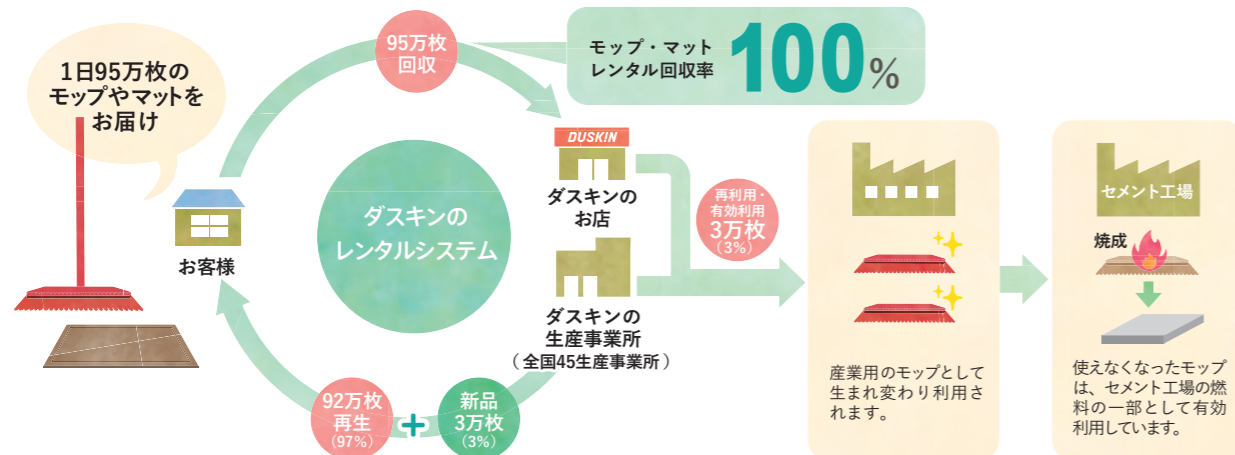 1日95万枚の
モップやマットを
お届け
95万枚
回収
モップ・マット
レンタル回収率
100%
DUSKIN
ダスキンの
お店
お客様
ダスキンの
レンタルシステム
ダスキンの
生産事業所
(全国45生産事業所)
92万枚
再生
(97%)
+
新品
3万枚
(3%)
再利用・
有効利用
3万枚
(3%)
産業用のモップとして
生まれ変わり利用さ
れます。
セメント工場
焼成
使えなくなったモップ
は、セメント工場の燃
料の一部として有効
利用しています。